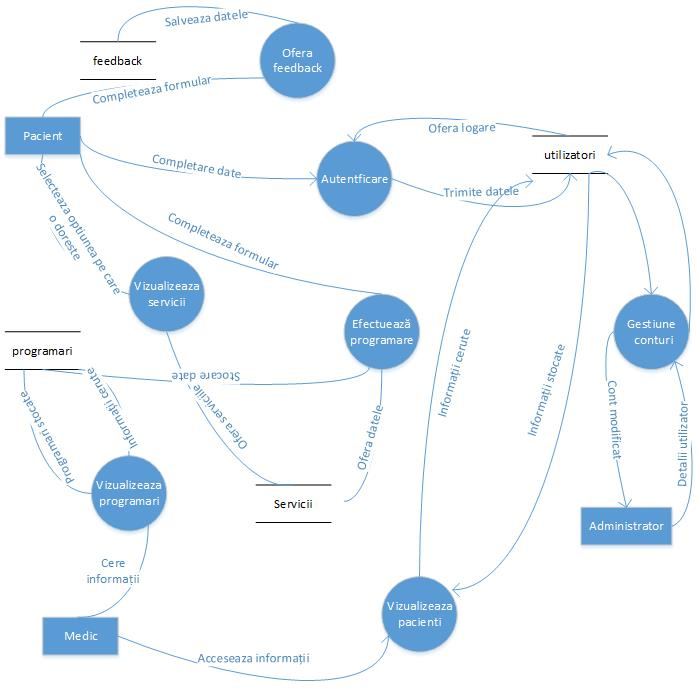 Salveaza datele
Ofera
feedback
feedback
Completeaza formular
Pacient
Ofera logare
utilizatori
Completare date
Autentficare
Trimite datele
Selecteaza optiunea pe care
o doreste
Completeaza formular
Vizualizeaza
servicii
Efectuează
programare
Gestiune
conturi
programari
Stocare date
Informații cerute
Informații stocate
Programari stocate
Informații cerute
Ofera serviciile
Ofera datele
Cont modificat
Detalii utilizator
Vizualizeaza
programari
Servicii
Administrator
Cere
informații
Vizualizeaza
pacienti
Medic
Acceseaza informații